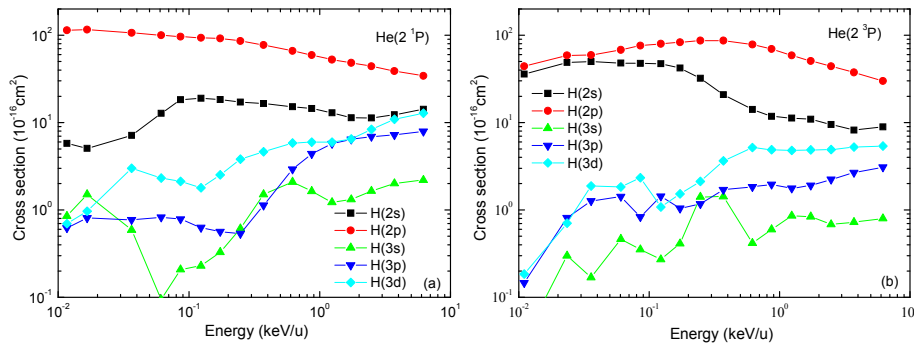 He(2 ¹P)
10²
10¹
10⁰
10⁻¹
Cross section (10⁻¹⁶cm²)
H(2s)
H(2p)
H(3s)
H(3p)
H(3d)
(a)
10⁻² 10⁻¹ 10⁰ 10¹
Energy (keV/u)
He(2 ³P)
10²
10¹
10⁰
10⁻¹
Cross section (10⁻¹⁶cm²)
H(2s)
H(2p)
H(3s)
H(3p)
H(3d)
(b)
10⁻² 10⁻¹ 10⁰
Energy (keV/u)